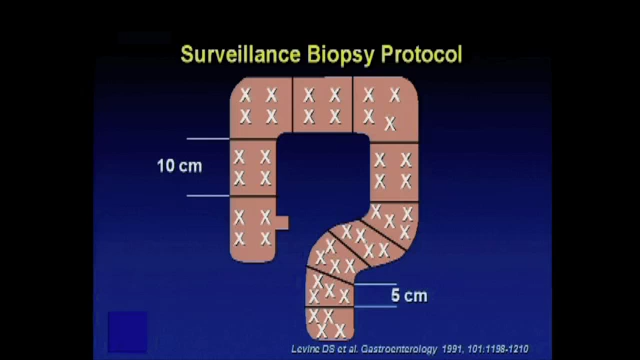 Surveillance Biopsy Protocol
X X X X X X
X X X X X X
10 cm
X X X X
X X X X
X X X X
X X X X
X X X X
X X X X
X X X
5 cm
X X X
X X
Levine DS et al. Gastroenterology 1991, 101:1198-1210